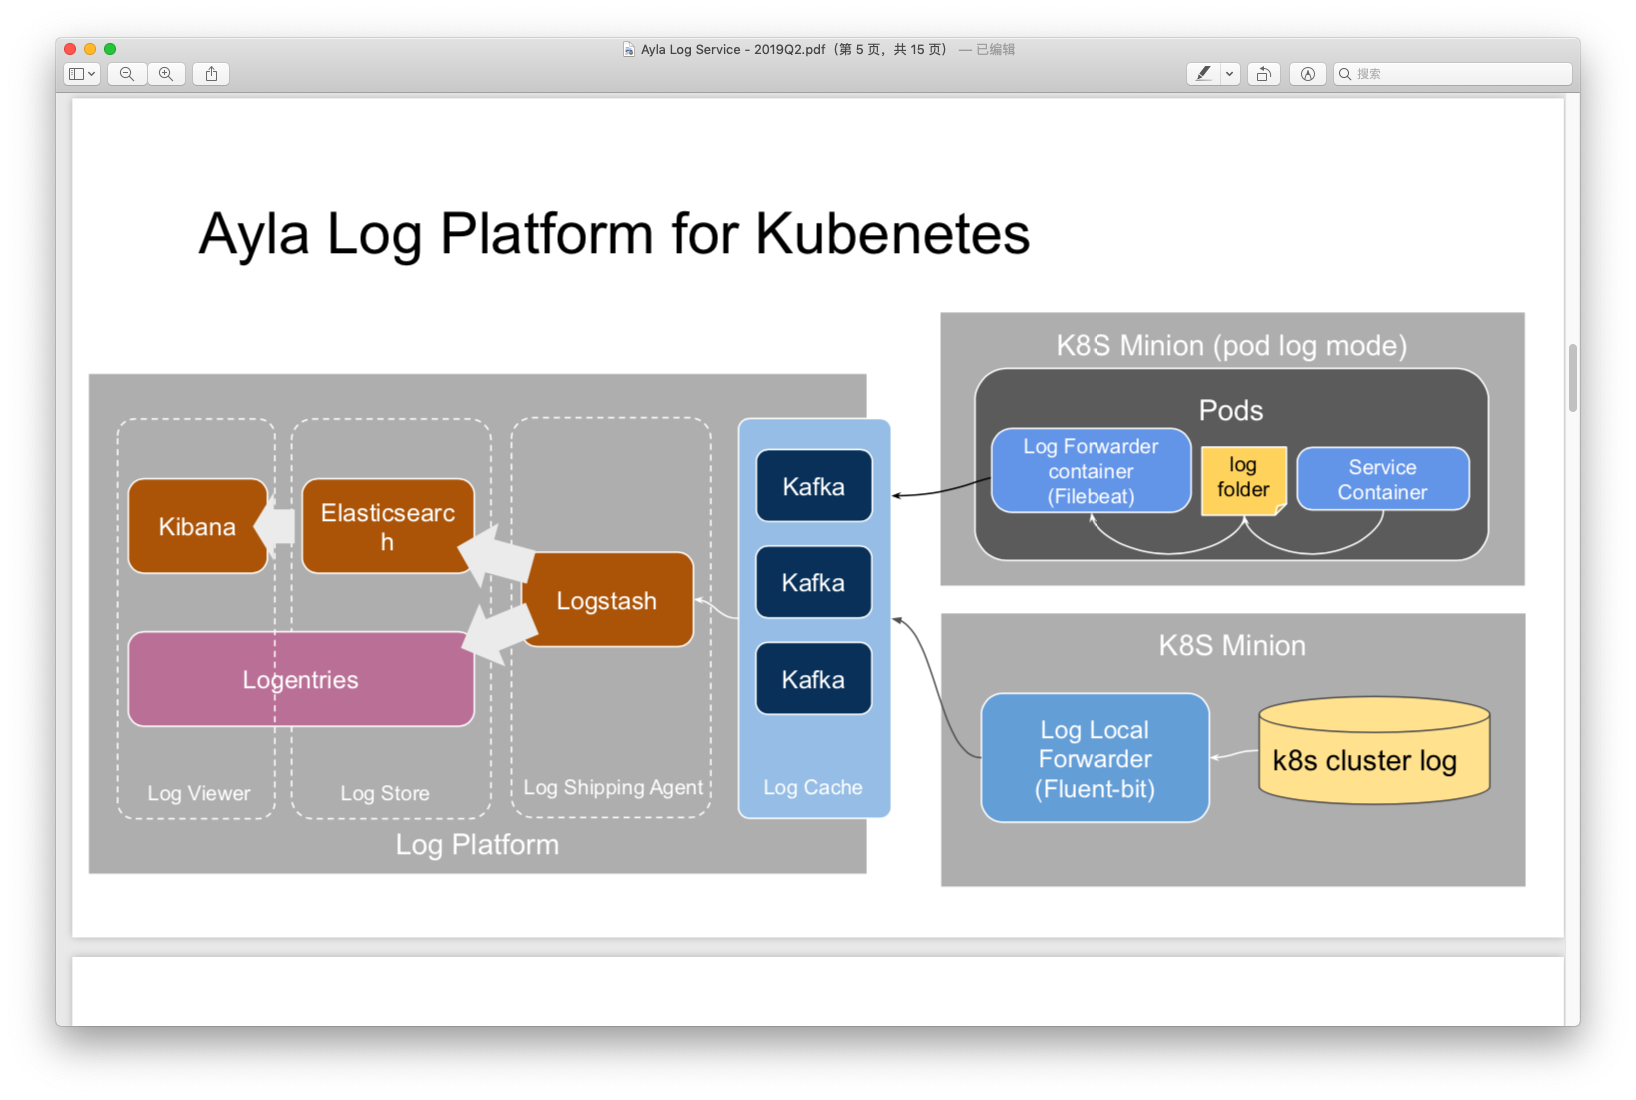 Ayla Log Service - 2019Q2.pdf（第 5 页，共 15 页） — 已编辑
搜索
Ayla Log Platform for Kubenetes
K8S Minion (pod log mode)
Pods
Log Forwarder
container
(Filebeat)
log
folder
Service
Container
Kibana
Elasticsearc
h
Logstash
Logentries
Kafka
Kafka
Kafka
Log Viewer
Log Store
Log Shipping Agent
Log Cache
Log Platform
K8S Minion
Log Local
Forwarder
(Fluent-bit)
k8s cluster log